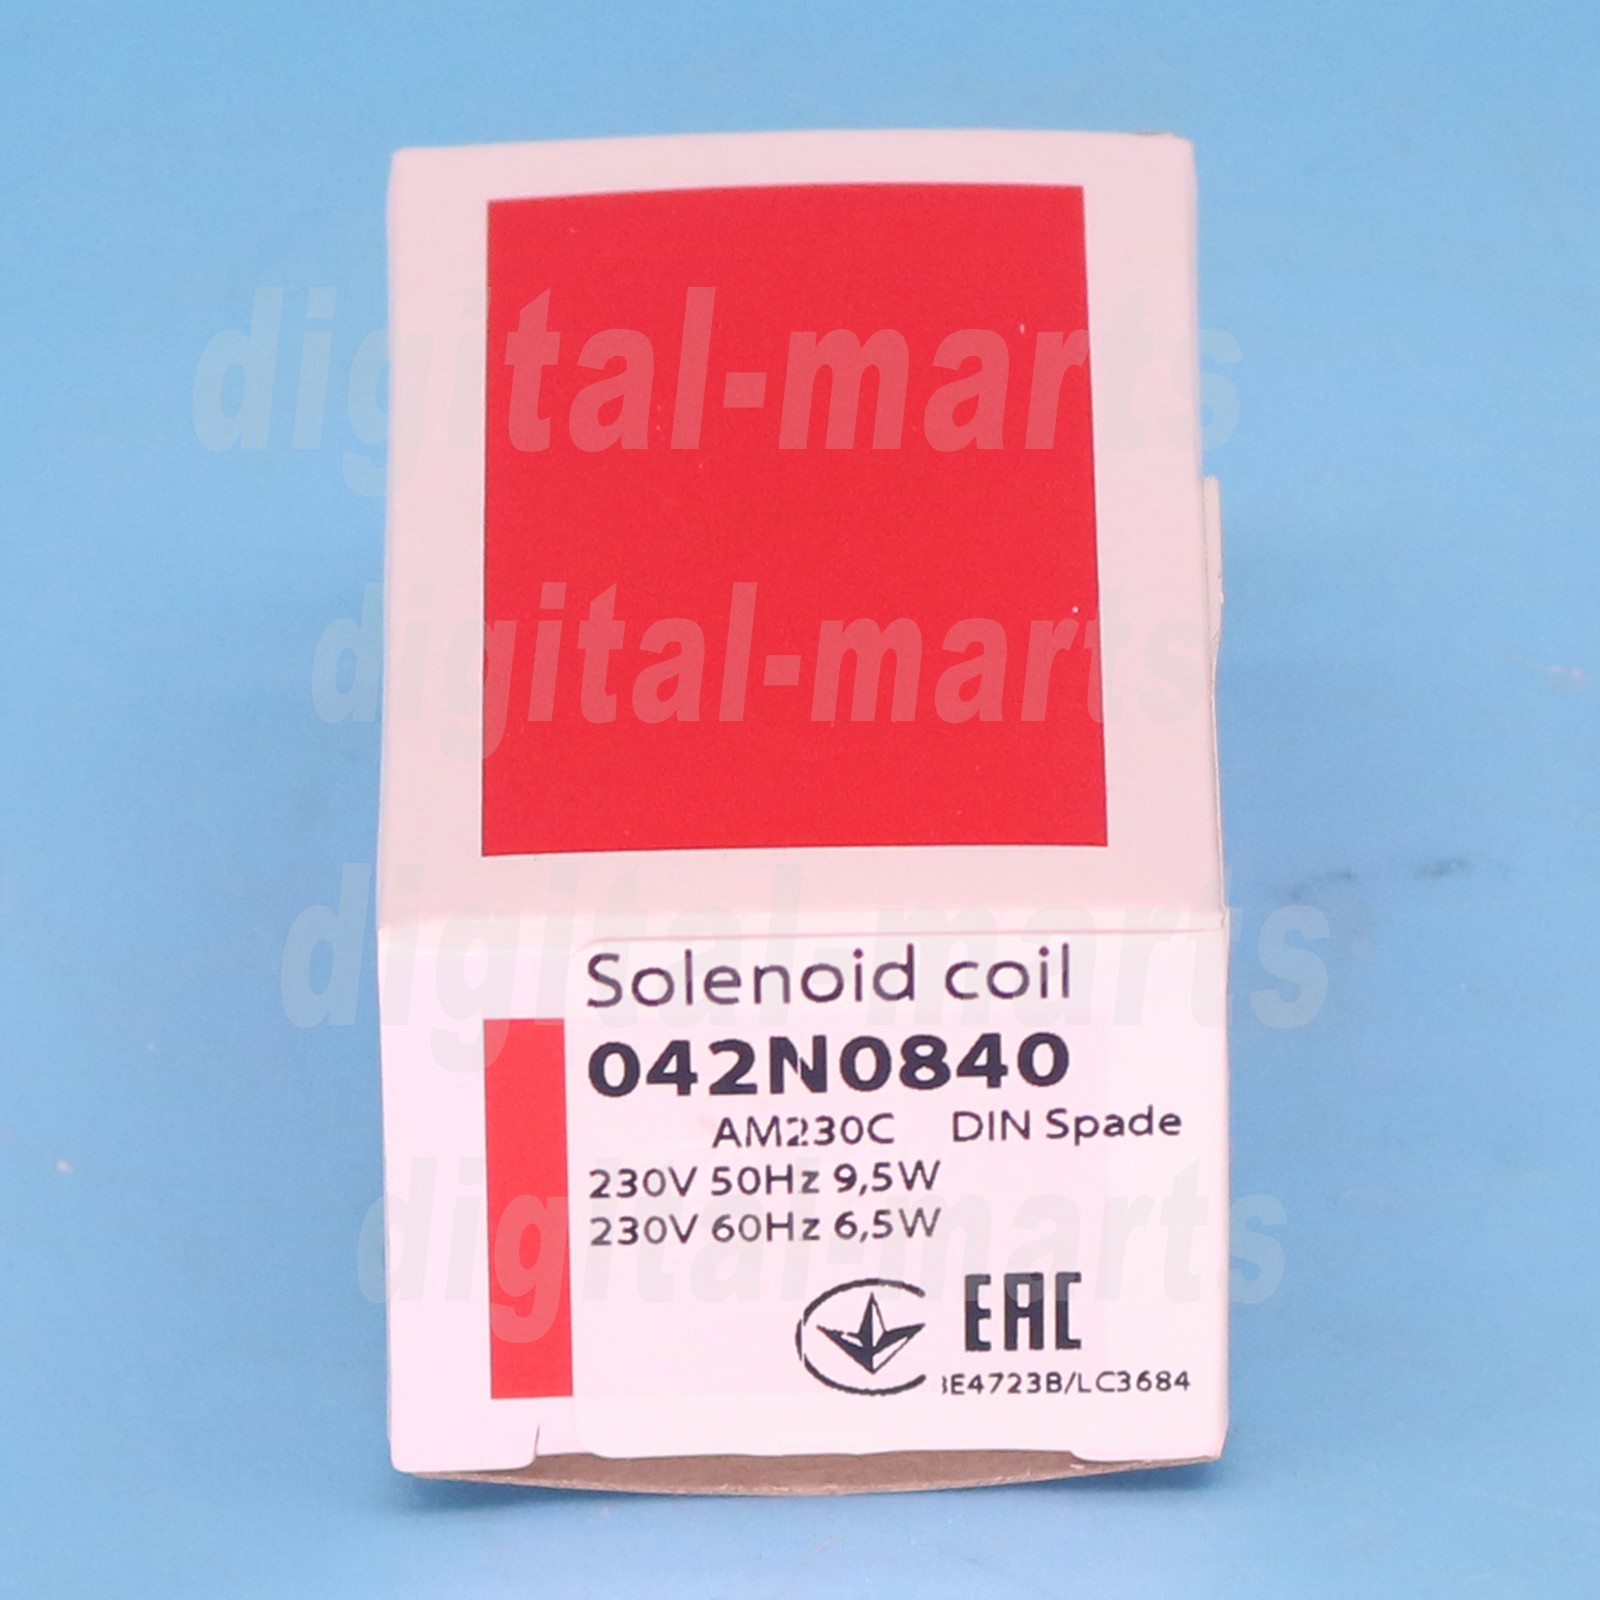 digital-marts
digital-marts
digital-marts
Solenoid coil
042N0840
AM230C DIN Spade
230V 50Hz 9,5W
230V 60Hz 6,5W
digital-marts
EAC
E4723B/LC3684